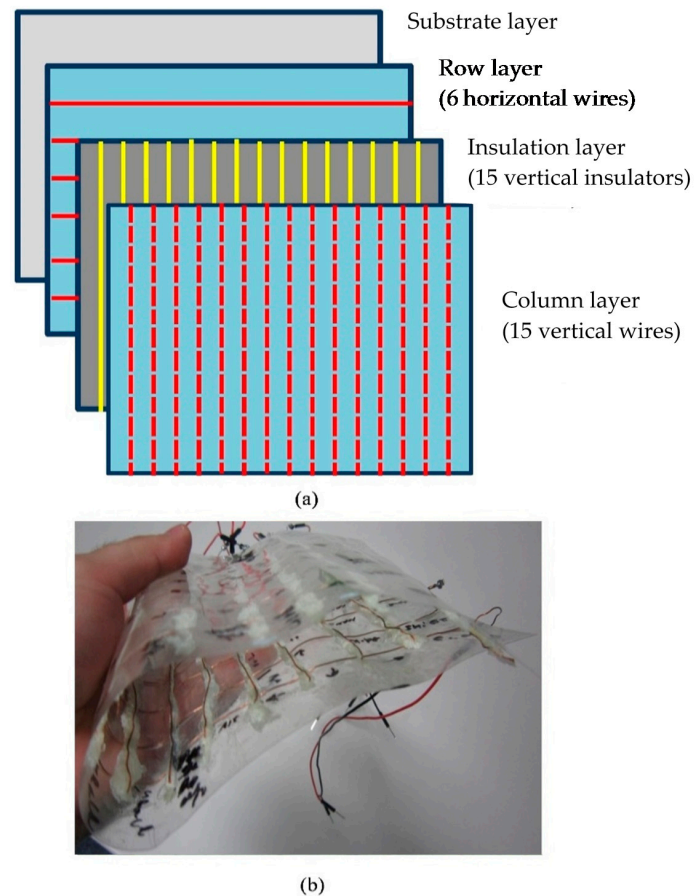 Substrate layer
Row layer
(6 horizontal wires)
Insulation layer
(15 vertical insulators)
Column layer
(15 vertical wires)
(a)
(b)